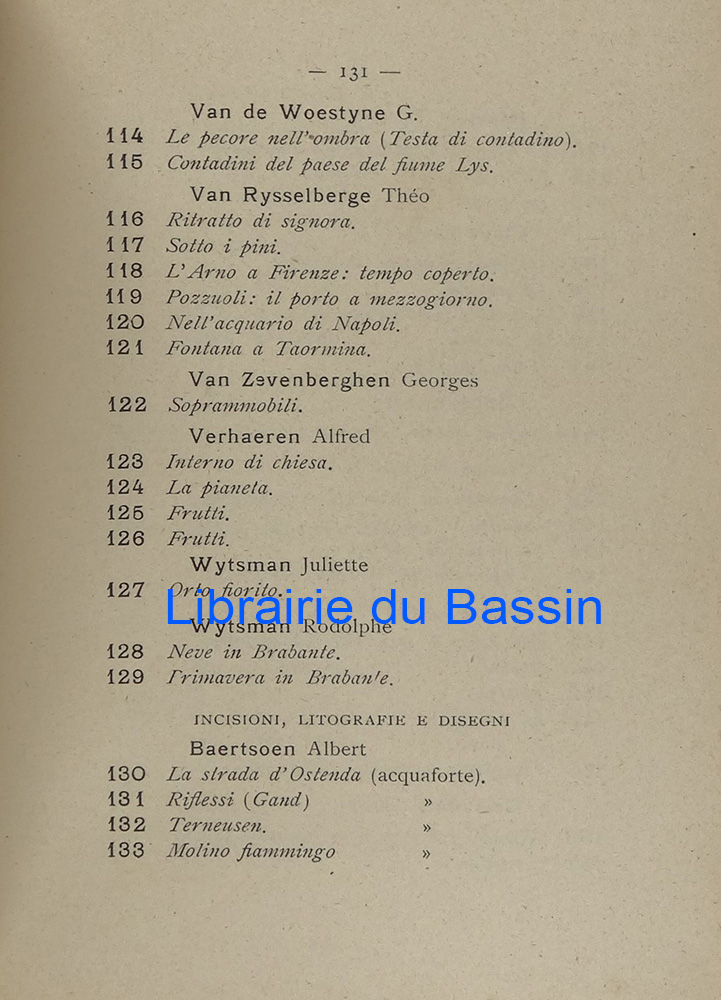 — 131 —
Van de Woestyne G.
114 Le pecore nell'ombra (Testa di contadino).
115 Contadini del paese del fiume Lys.
Van Rysselberge Théo
116 Ritratto di signora.
117 Sotto i pini.
118 L'Arno a Firenze: tempo coperto.
119 Pozzuoli: il porto a mezzogiorno.
120 Nell'acquario di Napoli.
121 Fontana a Taormina.
Van Zevenberghen Georges
122 Soprammobili.
Verhaeren Alfred
123 Interno di chiesa.
124 La pianeta.
125 Frutti.
126 Frutti.
Wytsman Juliette
127 Orto fiorito.
Librairie du Bassin
Wytsman Rodolphe
128 Neve in Brabante.
129 Primavera in Brabante.
INCISIONI, LITOGRAFIE E DISEGNI
Baertsoen Albert
130 La strada d'Ostenda (acquaforte).
131 Riflessi (Gand) »
132 Terneusen. »
133 Molino fiammingo »